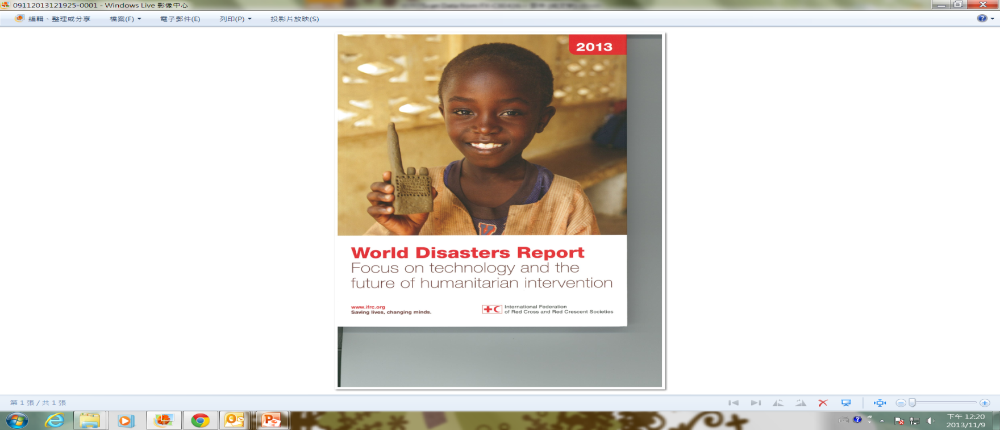 09112013121925-0001 - Windows Live 影像中心
編輯、整理或分享 檔案(F) 電子郵件(E) 列印(P) 投影片放映(S)
2013
World Disasters Report
Focus on technology and the
future of humanitarian intervention
www.ifrc.org
Saving lives, changing minds.
International Federation
of Red Cross and Red Crescent Societies
第 1 張 / 共 1 張
下午 12:20
2013/11/9